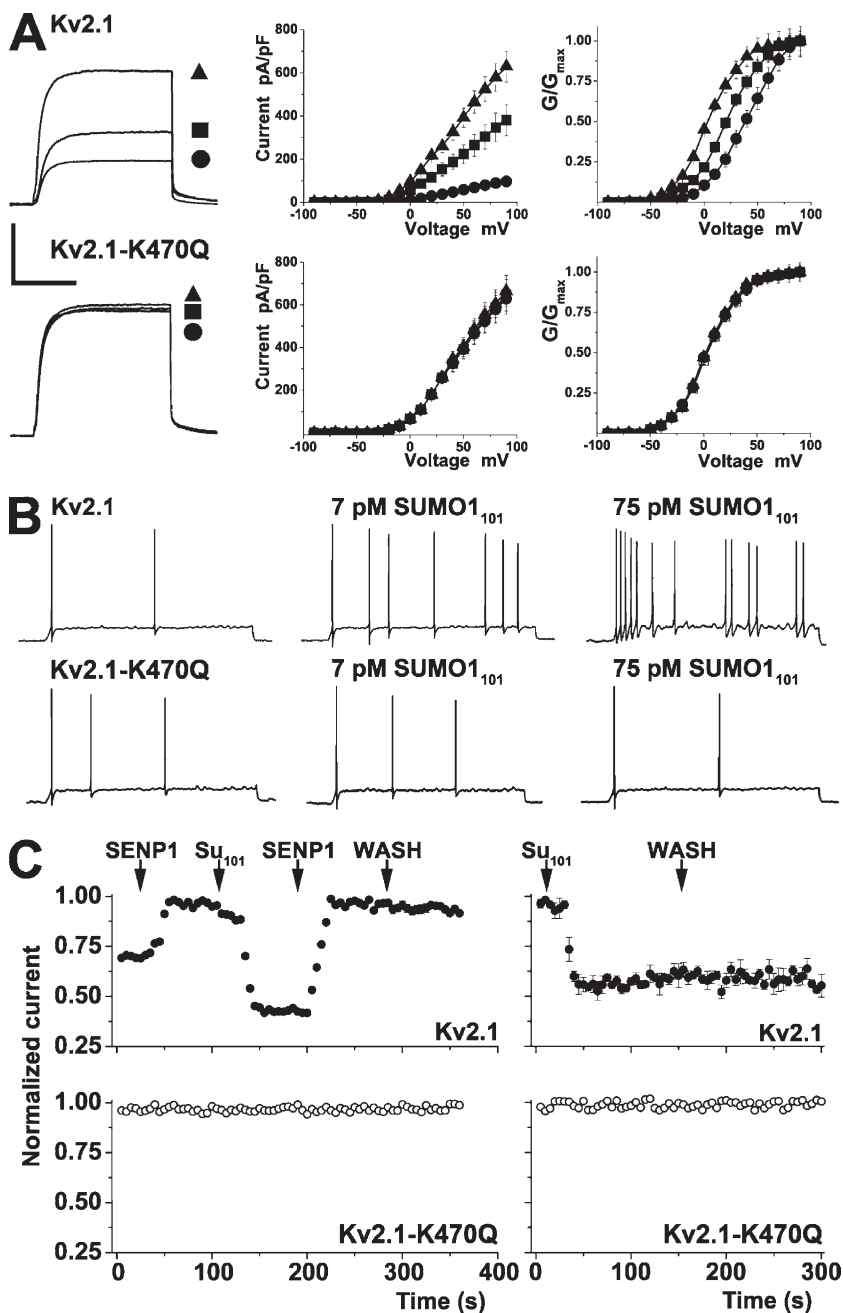 A
Kv2.1
Current pA/pF
800
600
400
200
0
-100 -50 0 50 100
Voltage mV
G/Gmax
1.00
0.75
0.50
0.25
-100 -50 0 50 100
Voltage mV
Kv2.1-K470Q
Current pA/pF
800
600
400
200
-100 -50 0 50 100
Voltage mV
G/Gmax
1.00
0.75
0.50
0.25
-100 -50 0 50 100
Voltage mV
B
Kv2.1
7 pM SUMO1101
75 pM SUMO1101
Kv2.1-K470Q
7 pM SUMO1101
75 pM SUMO1101
C
SENP1 Su101 SENP1 WASH
Su101 WASH
Normalized current
1.00
0.75
0.50
0.25
Kv2.1
Kv2.1
1.00
0.75
0.50
0.25
Kv2.1-K470Q
Kv2.1-K470Q
0 100 200 300 400
Time (s)
0 100 200 300
Time (s)